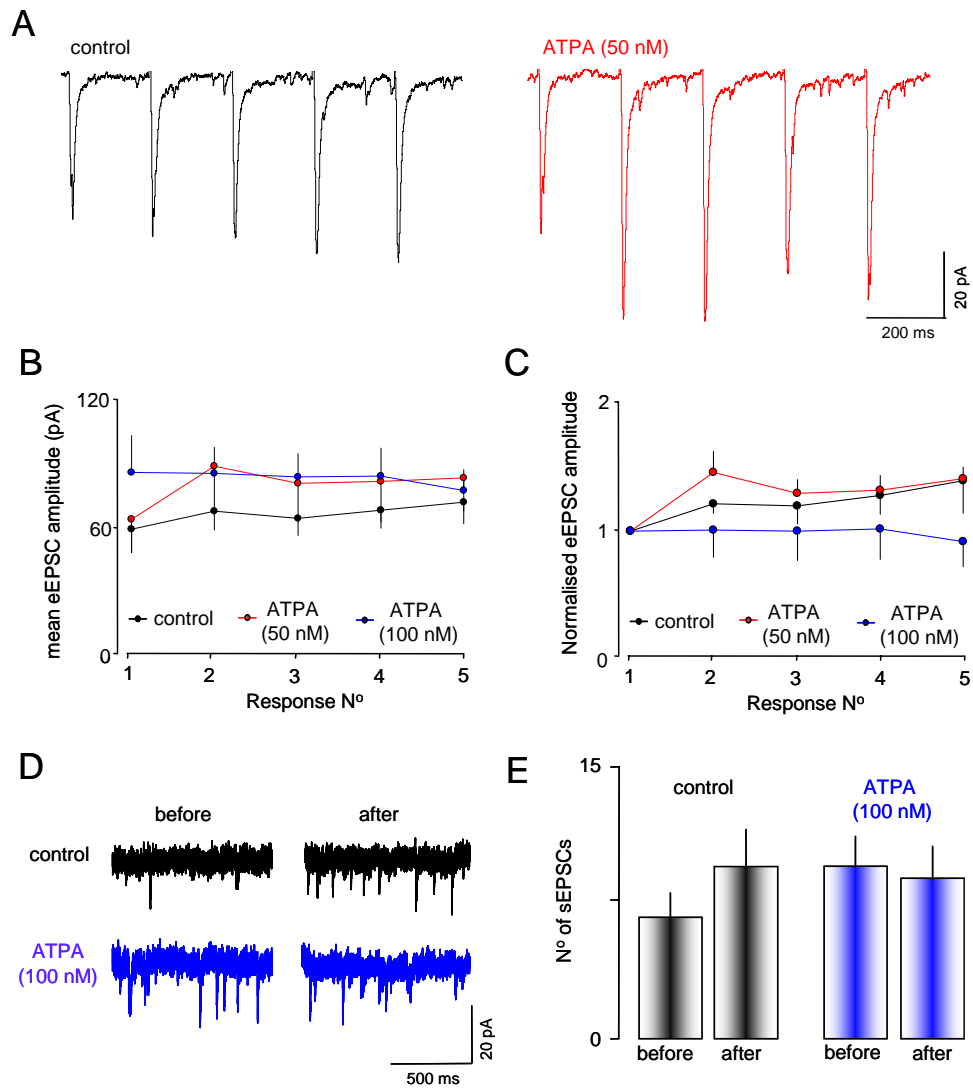 A
control
ATPA (50 nM)
20 pA
200 ms
B
mean eEPSC amplitude (pA)
120
60
0
control
ATPA
(50 nM)
ATPA
(100 nM)
1 2 3 4 5
Response Nº
C
Normalised eEPSC amplitude
2
1
0
control
ATPA
(50 nM)
ATPA
(100 nM)
1 2 3 4 5
Response Nº
D
before after
control
ATPA
(100 nM)
20 pA
500 ms
E
Nº of sEPSCs
15
0
control
ATPA
(100 nM)
before after before after